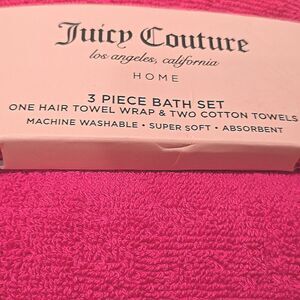 Juicy Couture
los angeles, california
HOME
3 PIECE BATH SET
ONE HAIR TOWEL WRAP & TWO COTTON TOWELS
MACHINE WASHABLE • SUPER SOFT • ABSORBENT